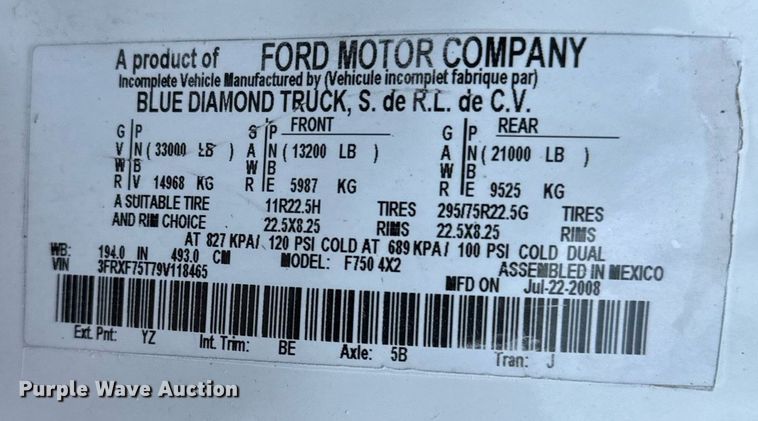 A product of FORD MOTOR COMPANY
Incomplete Vehicle Manufactured by (Vehicule incomplet fabrique par)
BLUE DIAMOND TRUCK, S. de R.L. de C.V.
G P G P FRONT G P REAR
V N ( 33000 LB ) A N ( 13200 LB ) A N ( 21000 LB )
W B W B W B
R V 14968 KG R E 5987 KG R E 9525 KG
A SUITABLE TIRE 11R22.5H TIRES 295/75R22.5G TIRES
AND RIM CHOICE 22.5X8.25 RIMS 22.5X8.25 RIMS
AT 827 KPA/ 120 PSI COLD AT 689 KPA/ 100 PSI COLD DUAL
WB: 194.0 IN 493.0 CM MODEL: F750 4X2 ASSEMBLED IN MEXICO
VIN 3FRXF75T79V118465 MFD ON Jul-22-2008
Ext. Pnt: YZ Int. Trim: BE Axle: 5B Tran: J
Purple Wave Auction